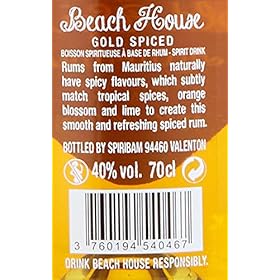 Beach House
GOLD SPICED
BOISSON SPIRITUEUSE À BASE DE RHUM - SPIRIT DRINK
Rums from Mauritius naturally
have spicy flavours, which subtly
match tropical spices, orange
blossom and lime to create this
smooth and refreshing spiced rum.
BOTTLED BY SPIRIBAM 94460 VALENTON
40% vol. 70cl
3 760194 540467
DRINK BEACH HOUSE RESPONSIBLY.